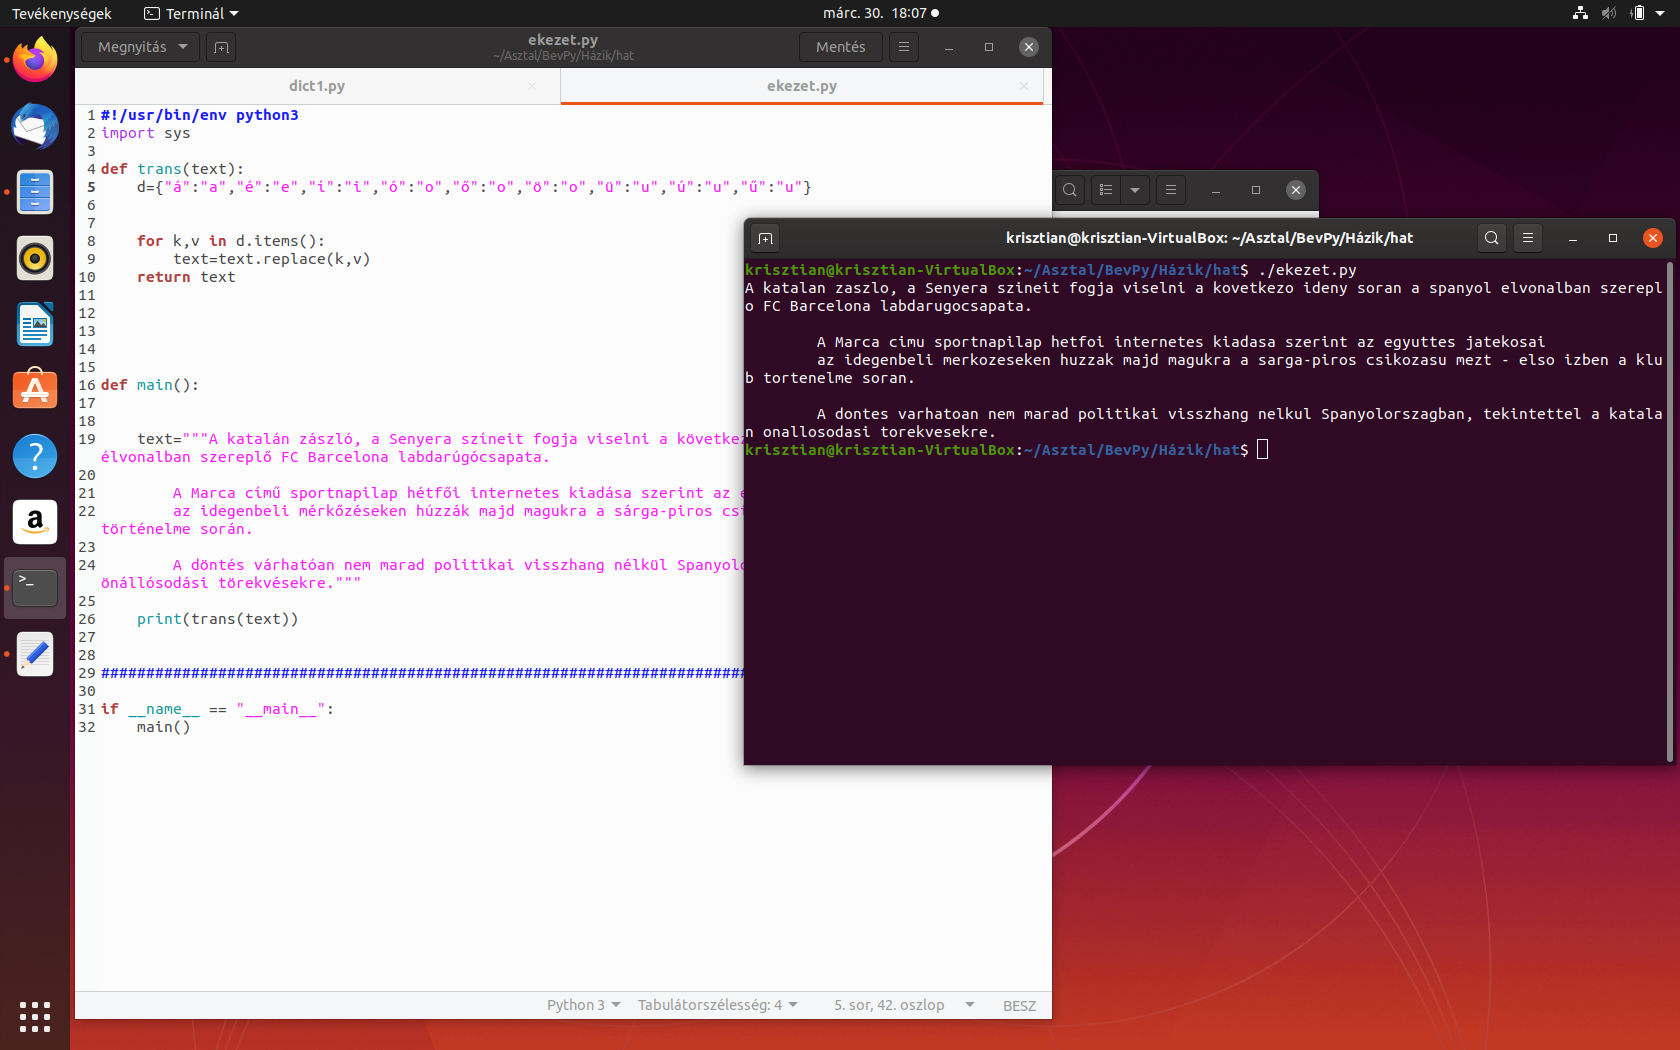 Tevékenységek
Terminál
márc. 30. 18:07
Megnyitás
ekezet.py
~/Asztal/BevPy/Házik/hat
Mentés
dict1.py
ekezet.py
1 #!/usr/bin/env python3
2 import sys
3
4 def trans(text):
5     d={"á":"a","é":"e","í":"i","ó":"o","ő":"o","ö":"o","ü":"u","ú":"u","ű":"u"}
6
7
8     for k,v in d.items():
9         text=text.replace(k,v)
10     return text
11
12
13
14
15
16 def main():
17
18
19     text="""A katalán zászló, a Senyera színeit fogja viselni a következ
élvonalban szereplő FC Barcelona labdarúgócsapata.
20
21         A Marca című sportnapilap hétfői internetes kiadása szerint az
22         az idegenbeli mérkőzéseken húzzák majd magukra a sárga-piros csí
történelme során.
23
24         A döntés várhatóan nem marad politikai visszhang nélkül Spanyolo
önállósodási törekvésekre."""
25
26     print(trans(text))
27
28
29 ########################################################################
30
31 if __name__ == "__main__":
32     main()
Python 3
Tabulátorszélesség: 4
5. sor, 42. oszlop
BESZ
krisztian@krisztian-VirtualBox: ~/Asztal/BevPy/Házik/hat
krisztian@krisztian-VirtualBox:~/Asztal/BevPy/Házik/hat$ ./ekezet.py
A katalan zaszlo, a Senyera szineit fogja viselni a kovetkezo ideny soran a spanyol elvonalban szerepl
o FC Barcelona labdarugocsapata.
        A Marca cimu sportnapilap hetfoi internetes kiadasa szerint az egyuttes jatekosai
        az idegenbeli merkozeseken huzzak majd magukra a sarga-piros csikozasu mezt - elso izben a klu
b tortenelme soran.
        A dontes varhatoan nem marad politikai visszhang nelkul Spanyolorszagban, tekintettel a katala
n onallosodasi torekvesekre.
krisztian@krisztian-VirtualBox:~/Asztal/BevPy/Házik/hat$